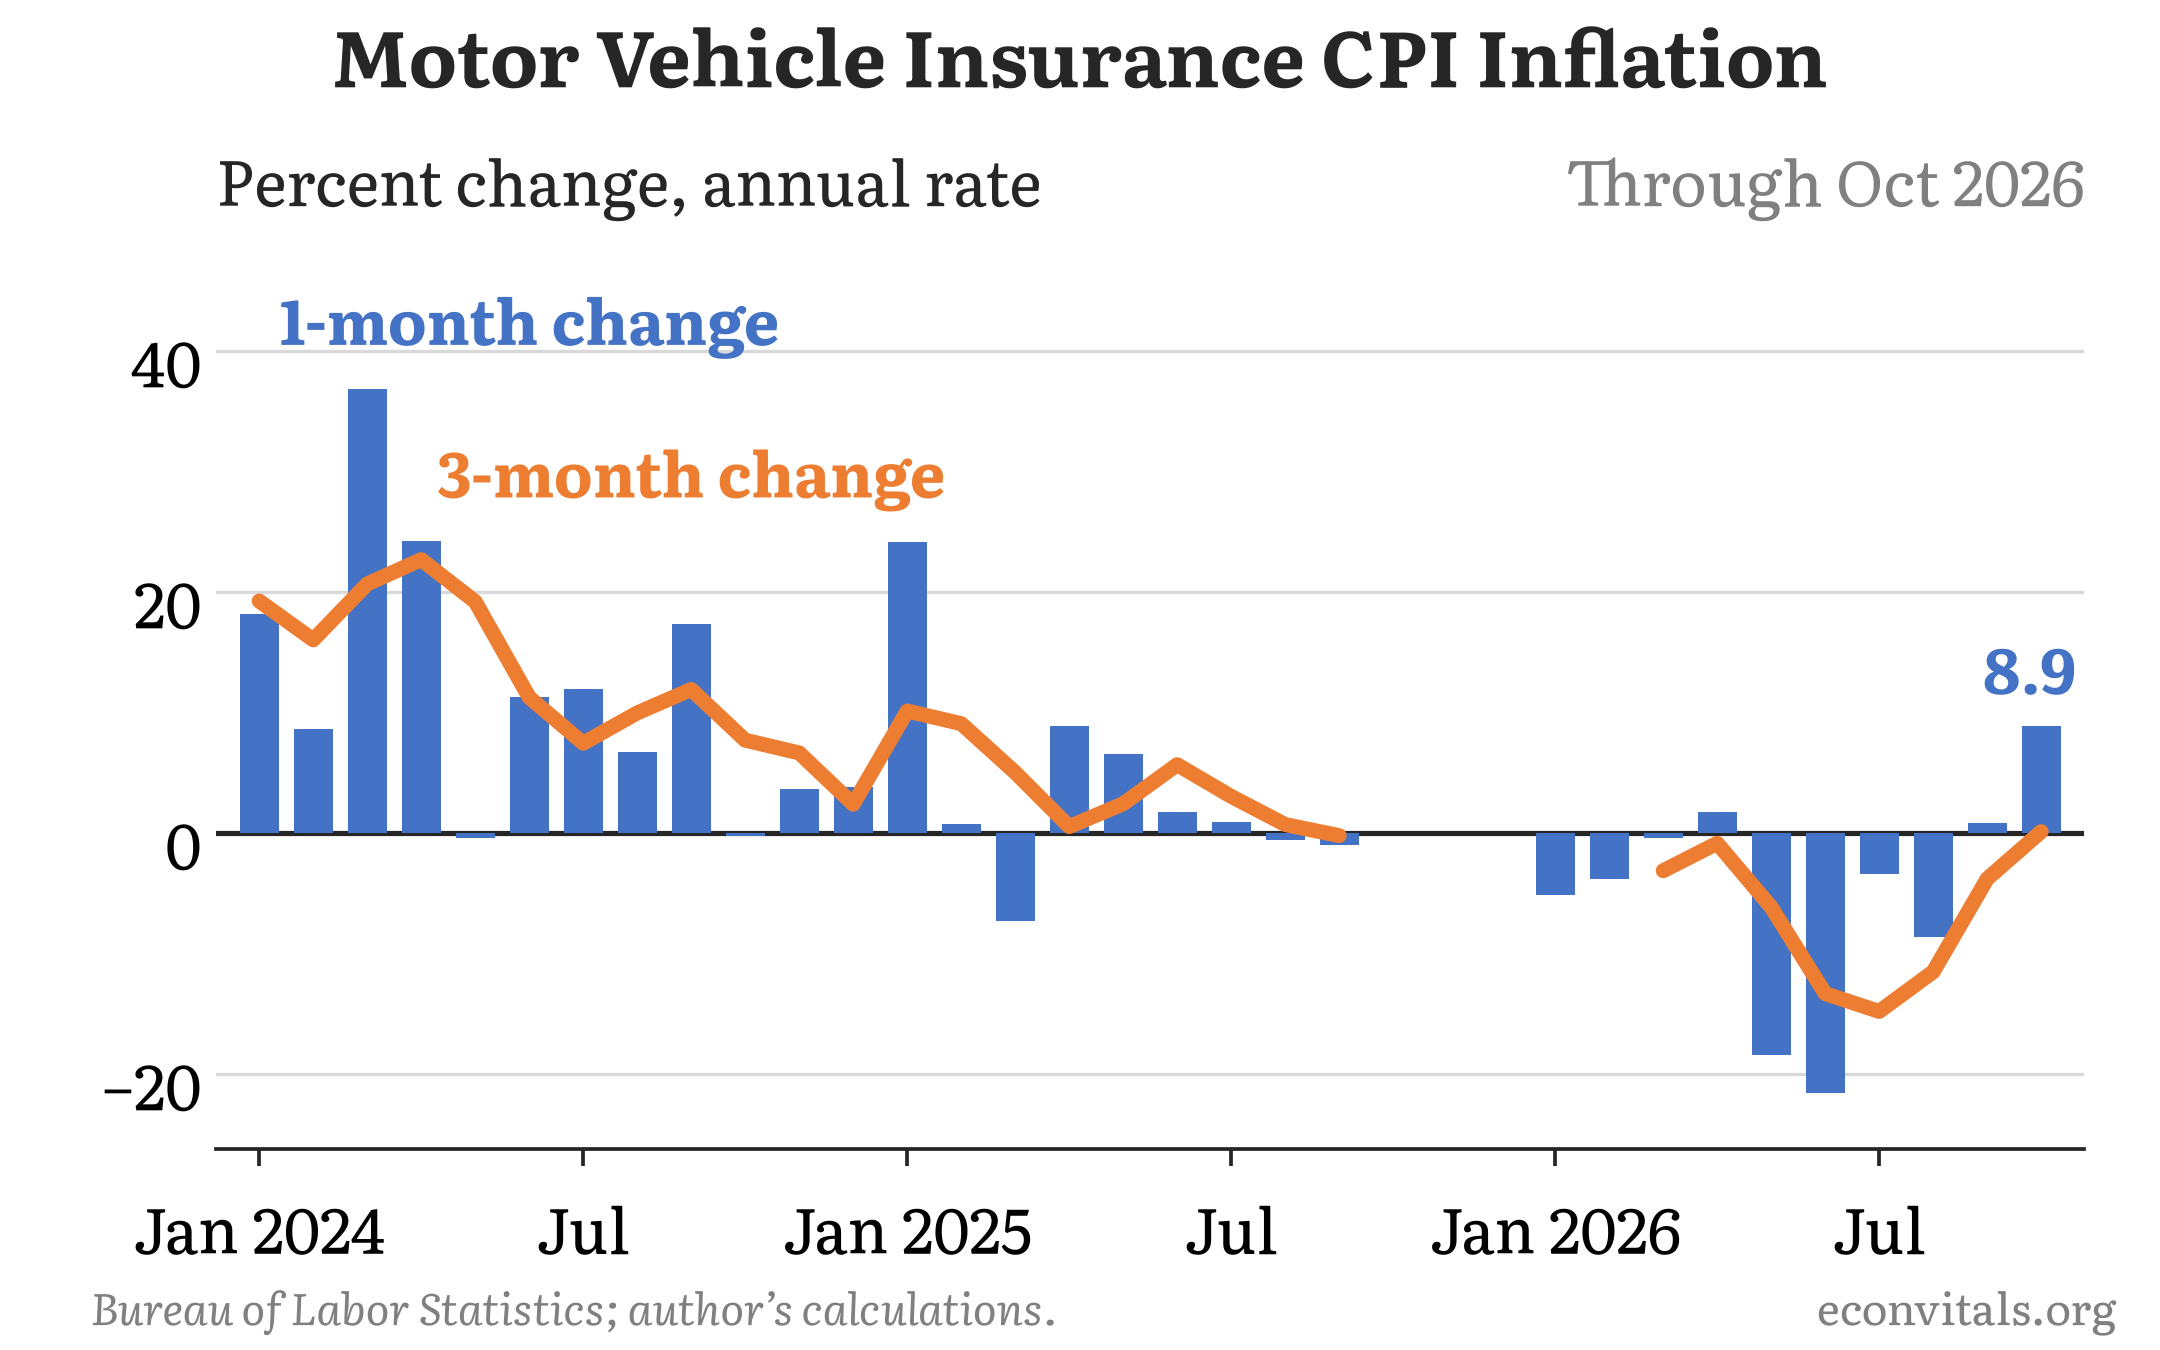 Motor Vehicle Insurance CPI Inflation
Percent change, annual rate
Through Oct 2026
1-month change
40
3-month change
20
8.9
0
−20
Jan 2024 Jul Jan 2025 Jul Jan 2026 Jul
Bureau of Labor Statistics; author’s calculations.
econvitals.org